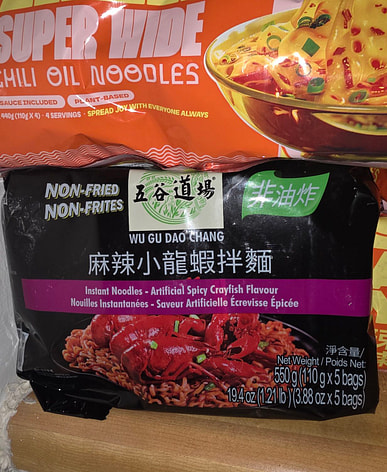 SUPER WIDE
CHILI OIL NOODLES
SAUCE INCLUDED
PLANT-BASED
440g (110g X 4) · 4 SERVINGS · SPREAD JOY WITH EVERYONE ALWAYS
NON-FRIED
NON-FRITES
五谷道場
非油炸
WU GU DAO CHANG
麻辣小龍蝦拌麵
Instant Noodles - Artificial Spicy Crayfish Flavour
Nouilles Instantanées - Saveur Artificielle Écrevisse Épicée
淨含量/
Net Weight / Poids Net:
550 g (110 g x 5 bags)
19.4 oz (1.21 lb) (3.88 oz x 5 bags)